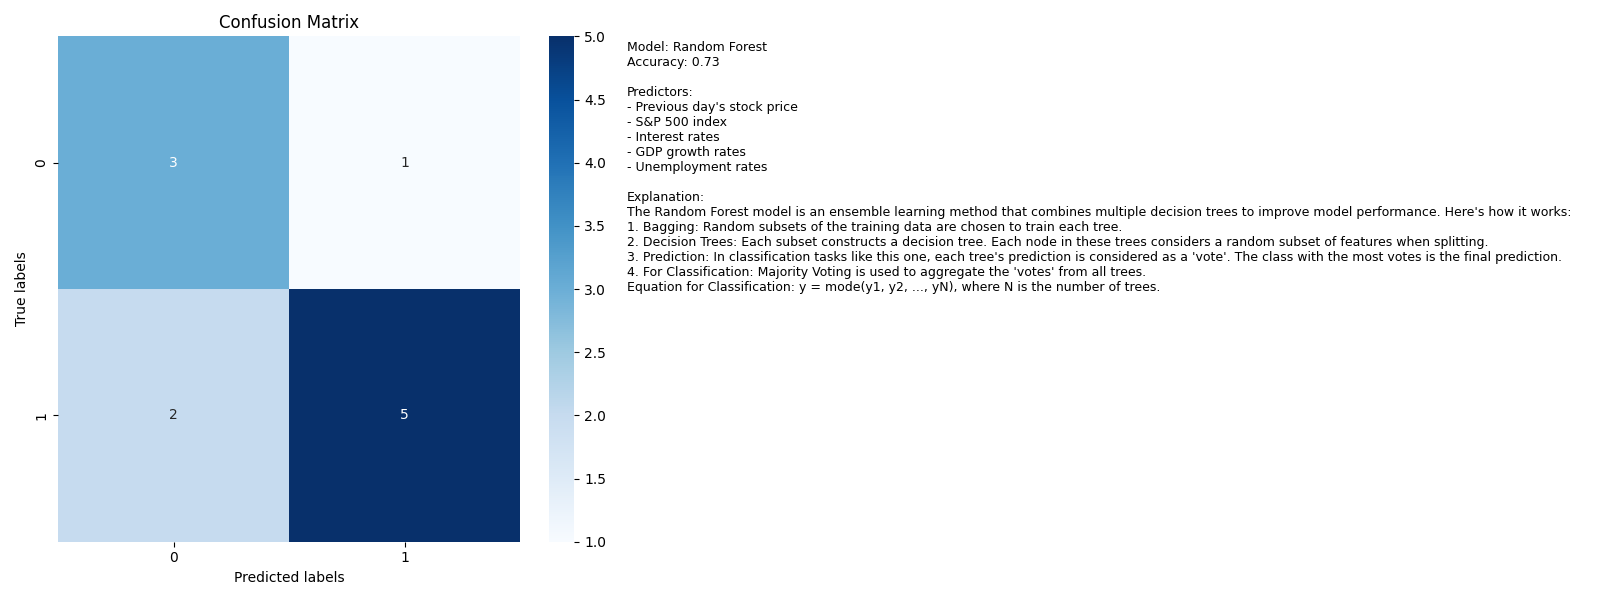 Confusion Matrix
True labels
0
1
3
1
2
5
0
1
Predicted labels
5.0
4.5
4.0
3.5
3.0
2.5
2.0
1.5
1.0
Model: Random Forest
Accuracy: 0.73
Predictors:
- Previous day's stock price
- S&P 500 index
- Interest rates
- GDP growth rates
- Unemployment rates
Explanation:
The Random Forest model is an ensemble learning method that combines multiple decision trees to improve model performance. Here's how it works:
1. Bagging: Random subsets of the training data are chosen to train each tree.
2. Decision Trees: Each subset constructs a decision tree. Each node in these trees considers a random subset of features when splitting.
3. Prediction: In classification tasks like this one, each tree's prediction is considered as a 'vote'. The class with the most votes is the final prediction.
4. For Classification: Majority Voting is used to aggregate the 'votes' from all trees.
Equation for Classification: y = mode(y1, y2, ..., yN), where N is the number of trees.